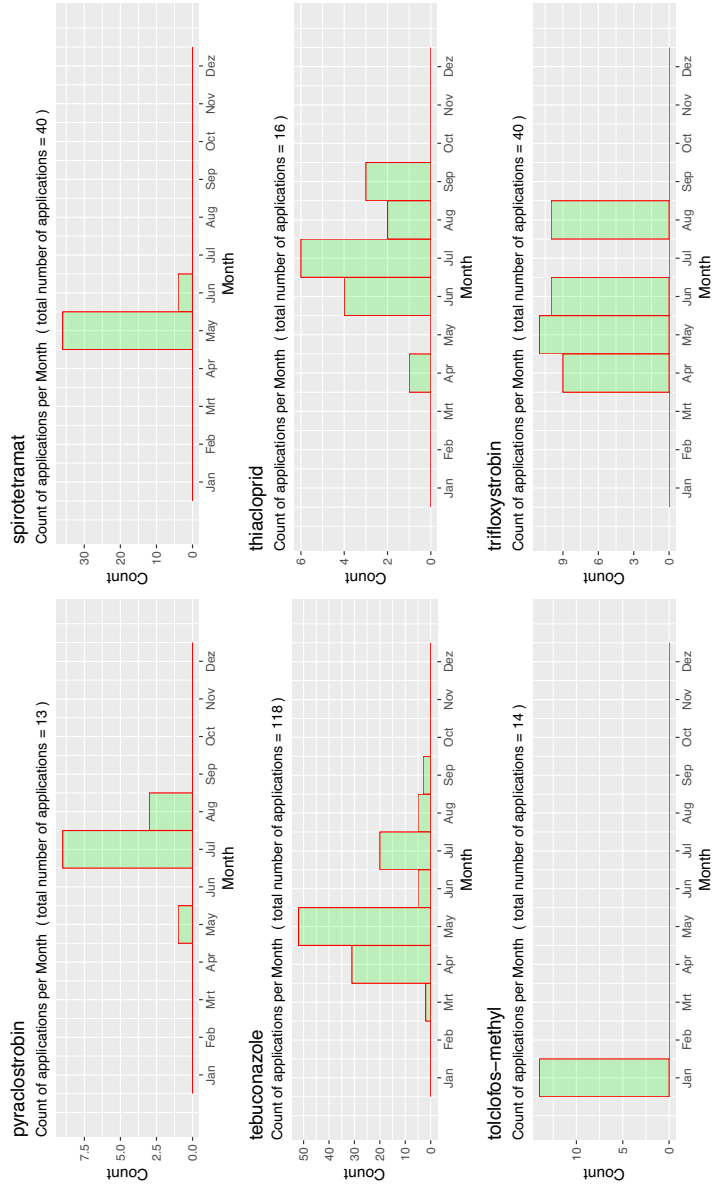 pyraclostrobin
Count of applications per Month ( total number of applications = 13 )
7.5
5.0
2.5
0.0
Count
Jan Feb Mrt Apr May Jun Jul Aug Sep Oct Nov Dez
Month
spirotetramat
Count of applications per Month ( total number of applications = 40 )
30
20
10
0
Count
Jan Feb Mrt Apr May Jun Jul Aug Sep Oct Nov Dez
Month
tebuconazole
Count of applications per Month ( total number of applications = 118 )
50
40
30
20
10
0
Count
Jan Feb Mrt Apr May Jun Jul Aug Sep Oct Nov Dez
Month
thiacloprid
Count of applications per Month ( total number of applications = 16 )
6
4
2
0
Count
Jan Feb Mrt Apr May Jun Jul Aug Sep Oct Nov Dez
Month
tolclofos−methyl
Count of applications per Month ( total number of applications = 14 )
10
5
0
Count
Jan Feb Mrt Apr May Jun Jul Aug Sep Oct Nov Dez
Month
trifloxystrobin
Count of applications per Month ( total number of applications = 40 )
9
6
3
0
Count
Jan Feb Mrt Apr May Jun Jul Aug Sep Oct Nov Dez
Month